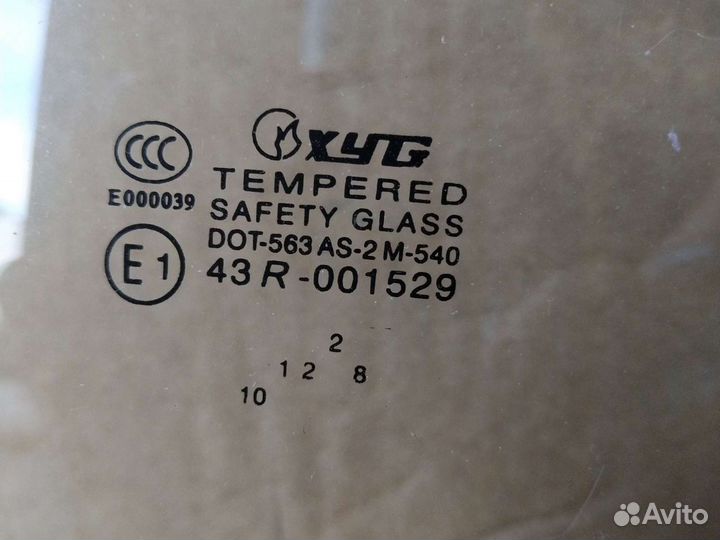 CCC
XYG
TEMPERED
E000039
SAFETY GLASS
DOT-563 AS-2 M-540
E1
43 R -001529
2
1 2 8
10
Avito